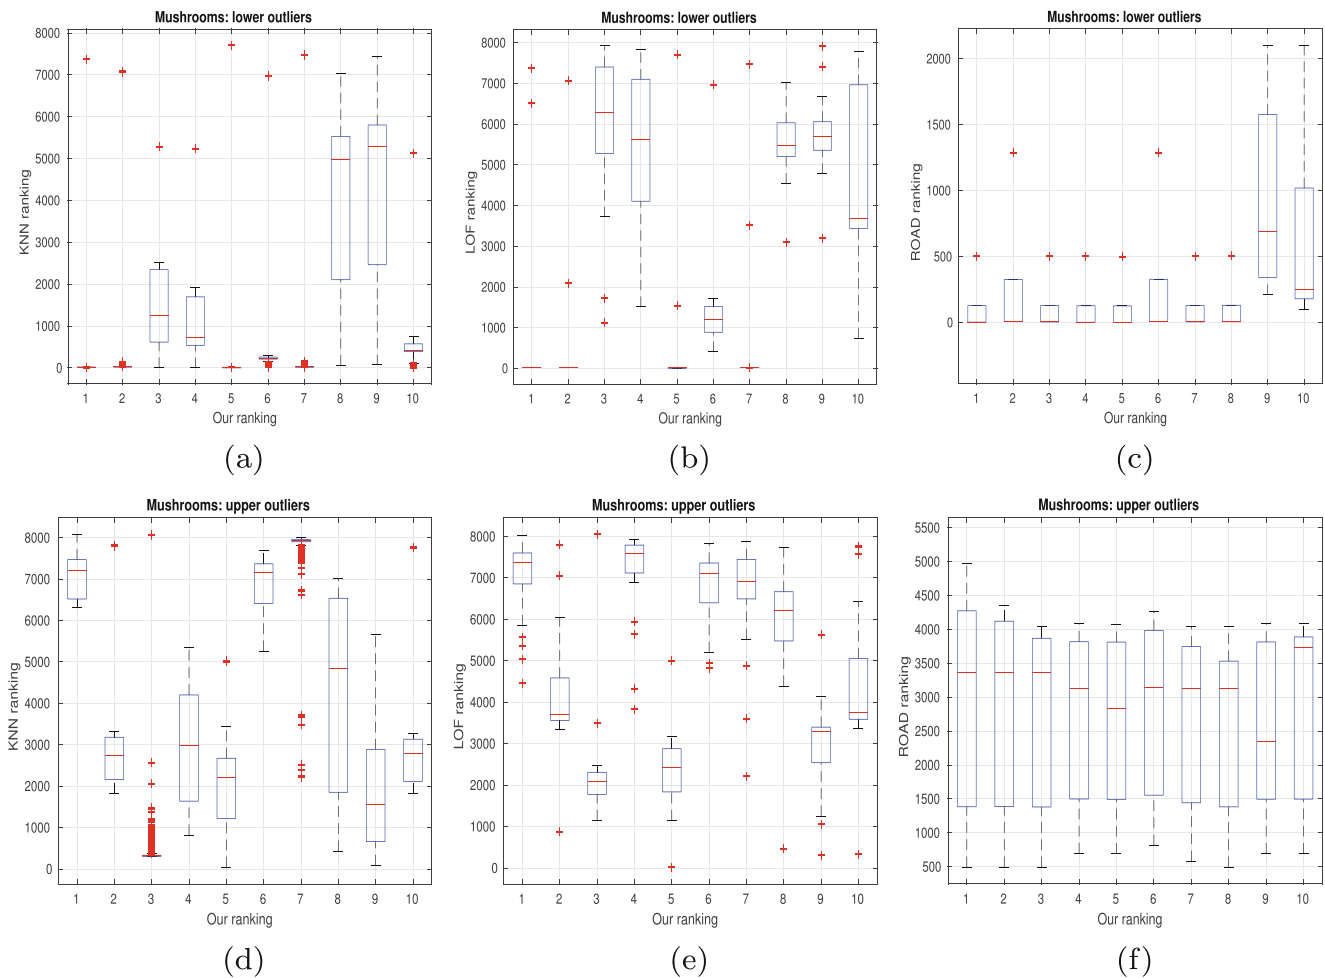 Mushrooms: lower outliers
8000
7000
6000
5000
4000
3000
2000
1000
0
KNN ranking
1 2 3 4 5 6 7 8 9 10
Our ranking
(a)
Mushrooms: lower outliers
8000
7000
6000
5000
4000
3000
2000
1000
0
LOF ranking
1 2 3 4 5 6 7 8 9 10
Our ranking
(b)
Mushrooms: lower outliers
2000
1500
1000
500
0
ROAD ranking
1 2 3 4 5 6 7 8 9 10
Our ranking
(c)
Mushrooms: upper outliers
8000
7000
6000
5000
4000
3000
2000
1000
0
KNN ranking
1 2 3 4 5 6 7 8 9 10
Our ranking
(d)
Mushrooms: upper outliers
8000
7000
6000
5000
4000
3000
2000
1000
0
LOF ranking
1 2 3 4 5 6 7 8 9 10
Our ranking
(e)
Mushrooms: upper outliers
5500
5000
4500
4000
3500
3000
2500
2000
1500
1000
500
ROAD ranking
1 2 3 4 5 6 7 8 9 10
Our ranking
(f)